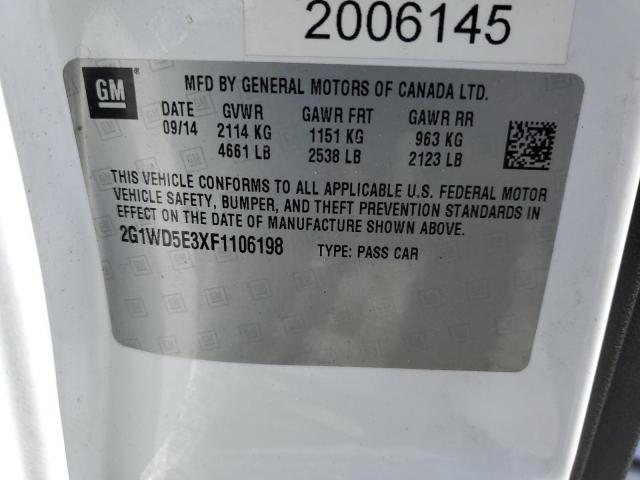 2006145
GM
MFD BY GENERAL MOTORS OF CANADA LTD.
DATE GVWR GAWR FRT GAWR RR
09/14 2114 KG 1151 KG 963 KG
4661 LB 2538 LB 2123 LB
THIS VEHICLE CONFORMS TO ALL APPLICABLE U.S. FEDERAL MOTOR
VEHICLE SAFETY, BUMPER, AND THEFT PREVENTION STANDARDS IN
EFFECT ON THE DATE OF MANUFACTURE SHOWN ABOVE.
2G1WD5E3XF1106198 TYPE: PASS CAR